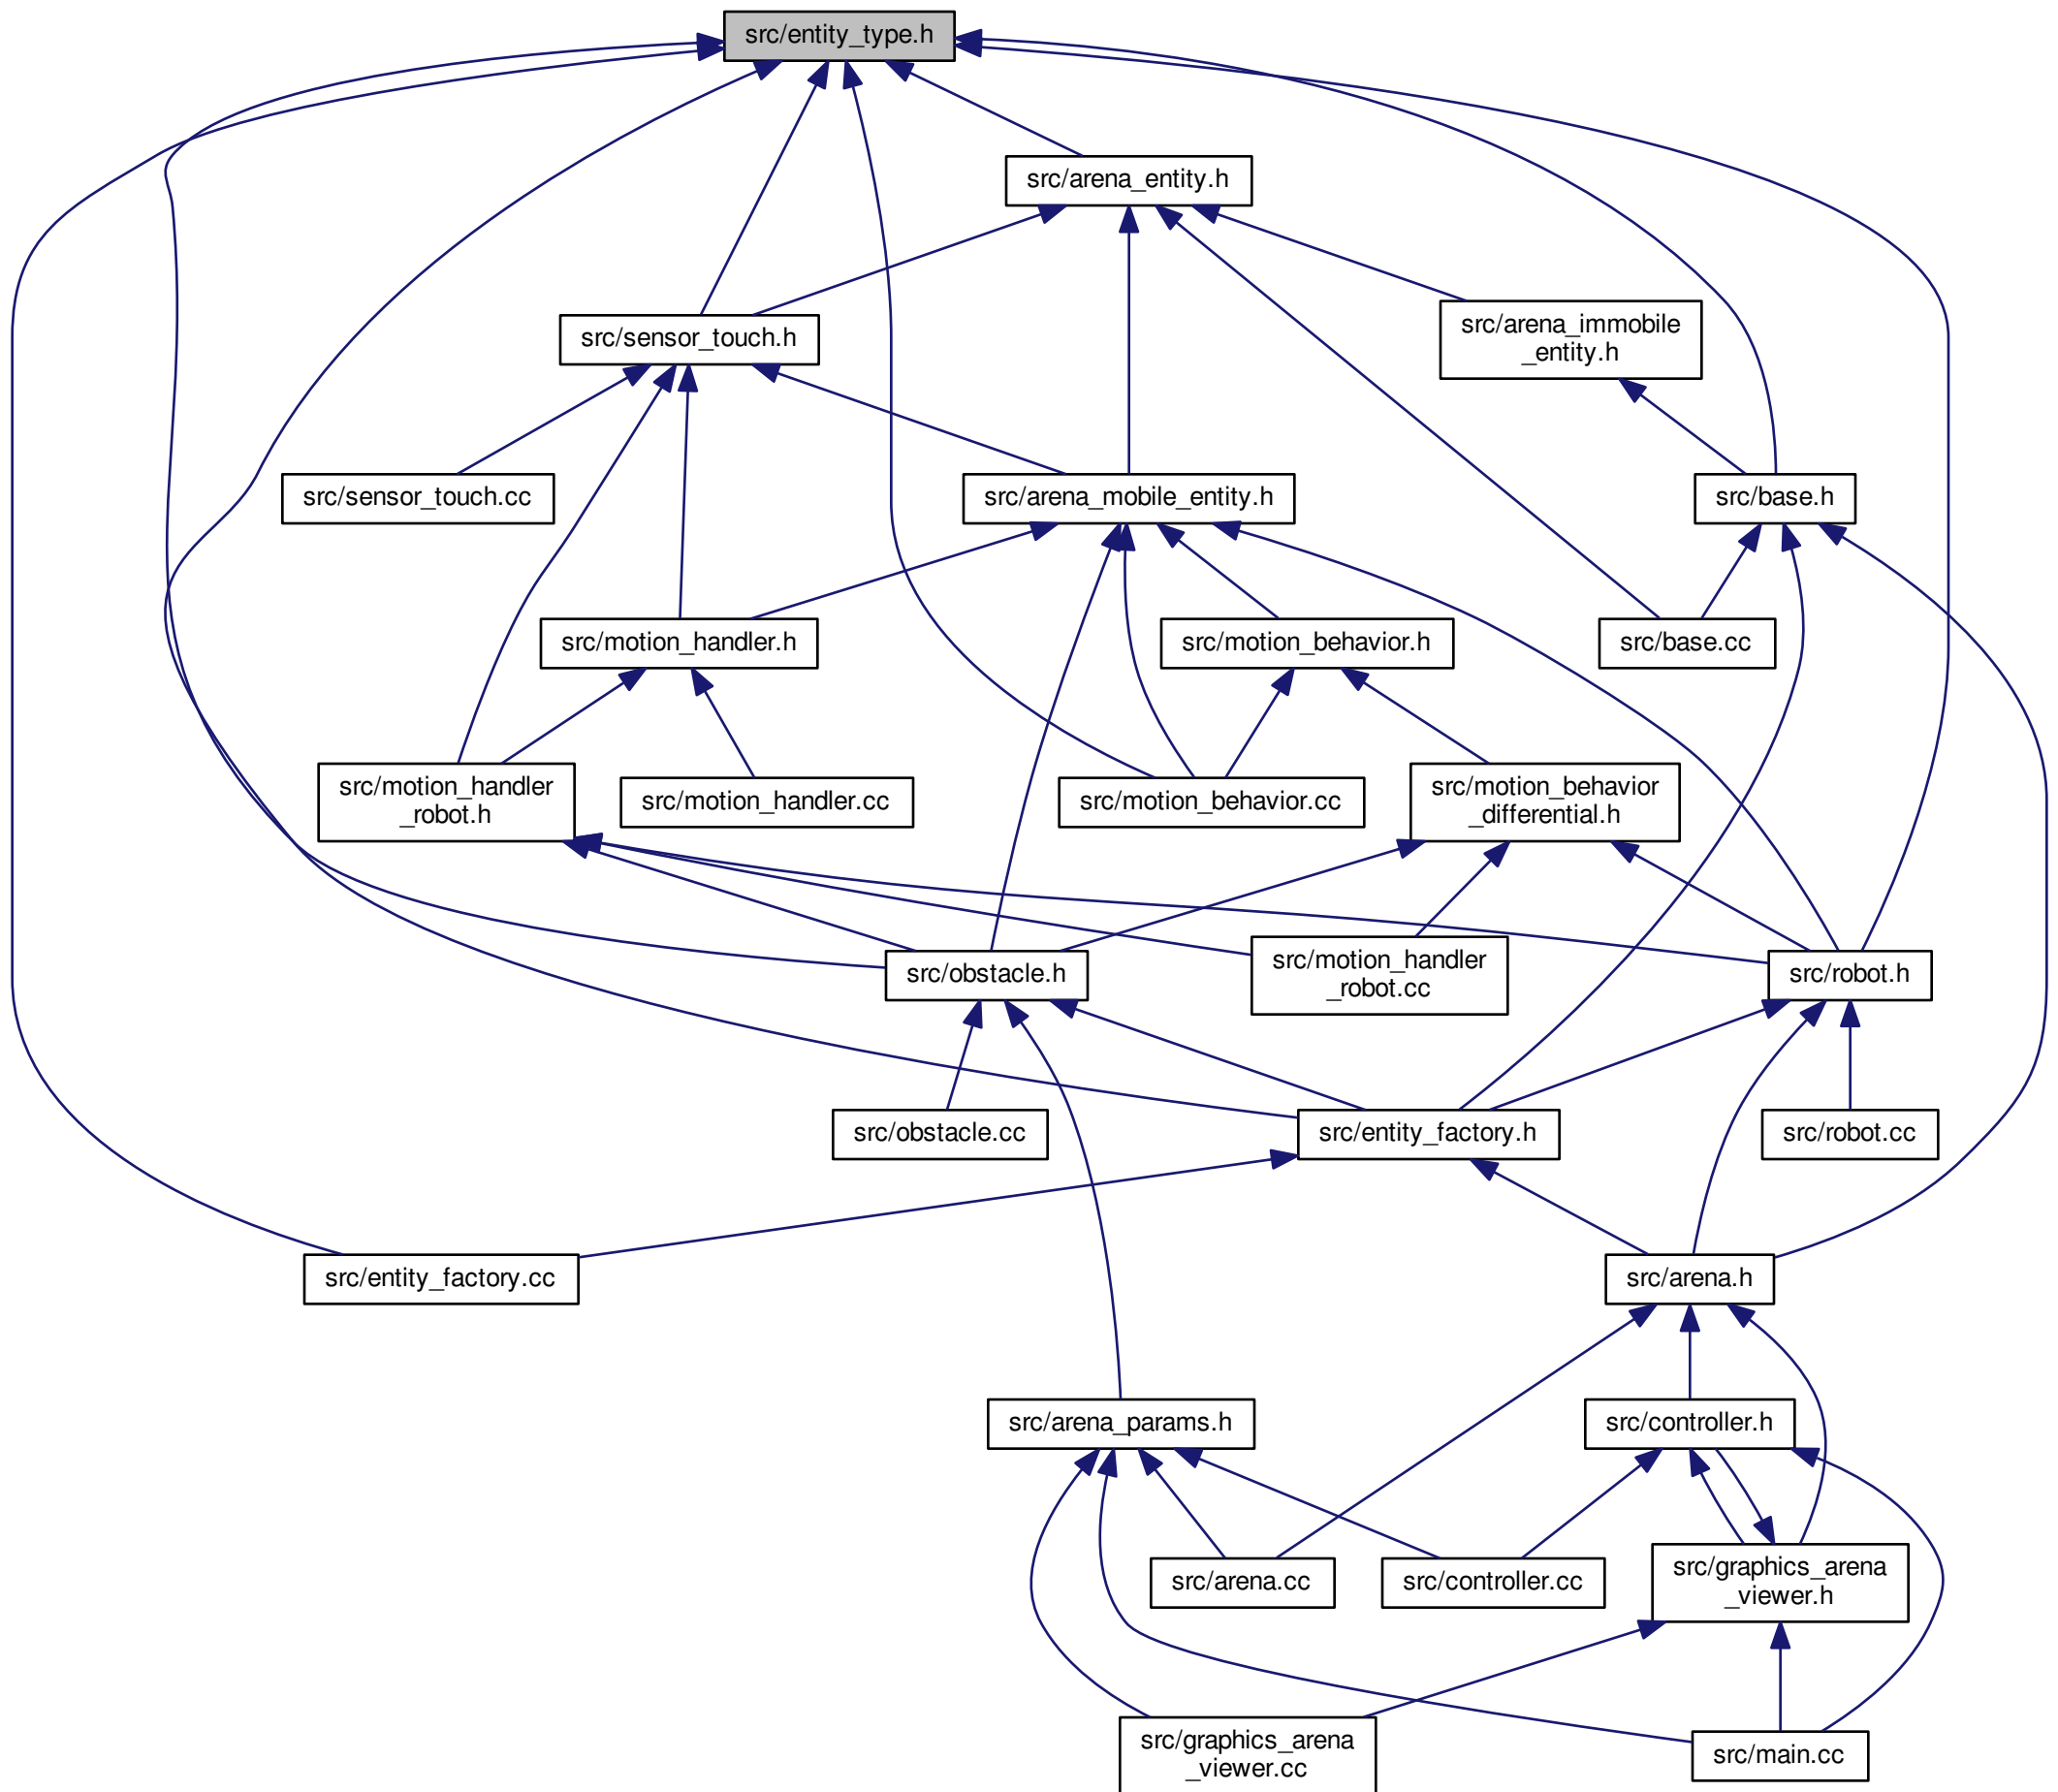 src/entity_type.h
src/arena_entity.h
src/sensor_touch.h
src/arena_immobile
_entity.h
src/sensor_touch.cc
src/arena_mobile_entity.h
src/base.h
src/motion_handler.h
src/motion_behavior.h
src/base.cc
src/motion_handler
_robot.h
src/motion_handler.cc
src/motion_behavior.cc
src/motion_behavior
_differential.h
src/obstacle.h
src/motion_handler
_robot.cc
src/robot.h
src/obstacle.cc
src/entity_factory.h
src/robot.cc
src/entity_factory.cc
src/arena.h
src/arena_params.h
src/controller.h
src/arena.cc
src/controller.cc
src/graphics_arena
_viewer.h
src/graphics_arena
_viewer.cc
src/main.cc